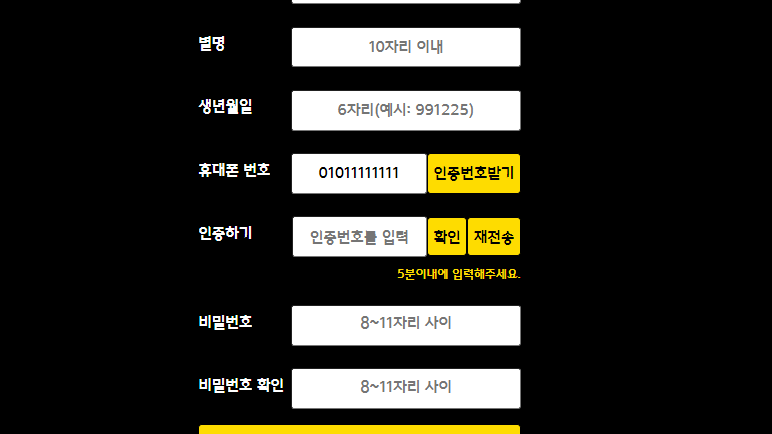 별명 10자리 이내
생년월일 6자리(예시: 991225)
휴대폰 번호 01011111111 인증번호받기
인증하기 인증번호를 입력 확인 재전송
5분이내에 입력해주세요.
비밀번호 8~11자리 사이
비밀번호 확인 8~11자리 사이